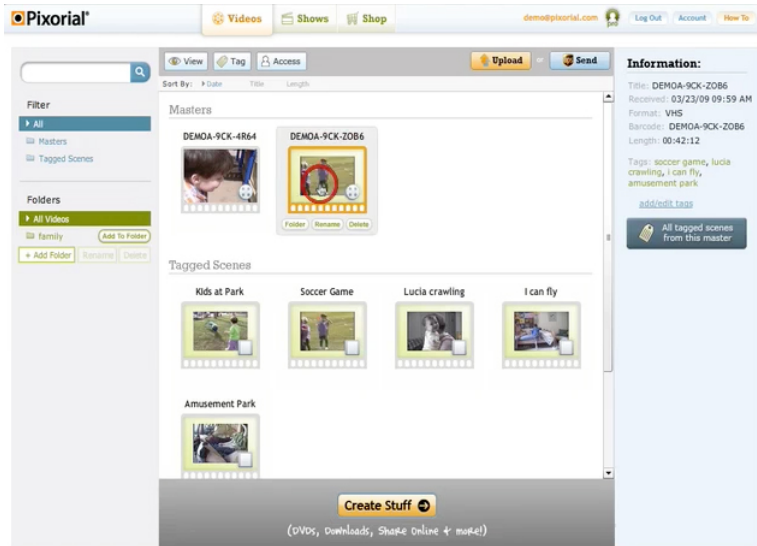 Pixorial®
Videos
Shows
Shop
demo@pixorial.com
pro
Log Out
Account
How To
View
Tag
Access
Upload
or
Send
Sort By: Date Title Length
Filter
All
Masters
Tagged Scenes
Folders
All Videos
family
Add To Folder
+ Add Folder
Rename
Delete
Masters
DEMOA-9CK-4R64
DEMOA-9CK-ZOB6
Folder
Rename
Delete
Tagged Scenes
Kids at Park
Soccer Game
Lucia crawling
I can fly
Amusement Park
Create Stuff
(DVDs, Downloads, Share Online & more!)
Information:
Title: DEMOA-9CK-ZOB6
Received: 03/23/09 09:59 AM
Format: VHS
Barcode: DEMOA-9CK-ZOB6
Length: 00:42:12
Tags: soccer game, lucia
crawling, i can fly,
amusement park
add/edit tags
All tagged scenes
from this master